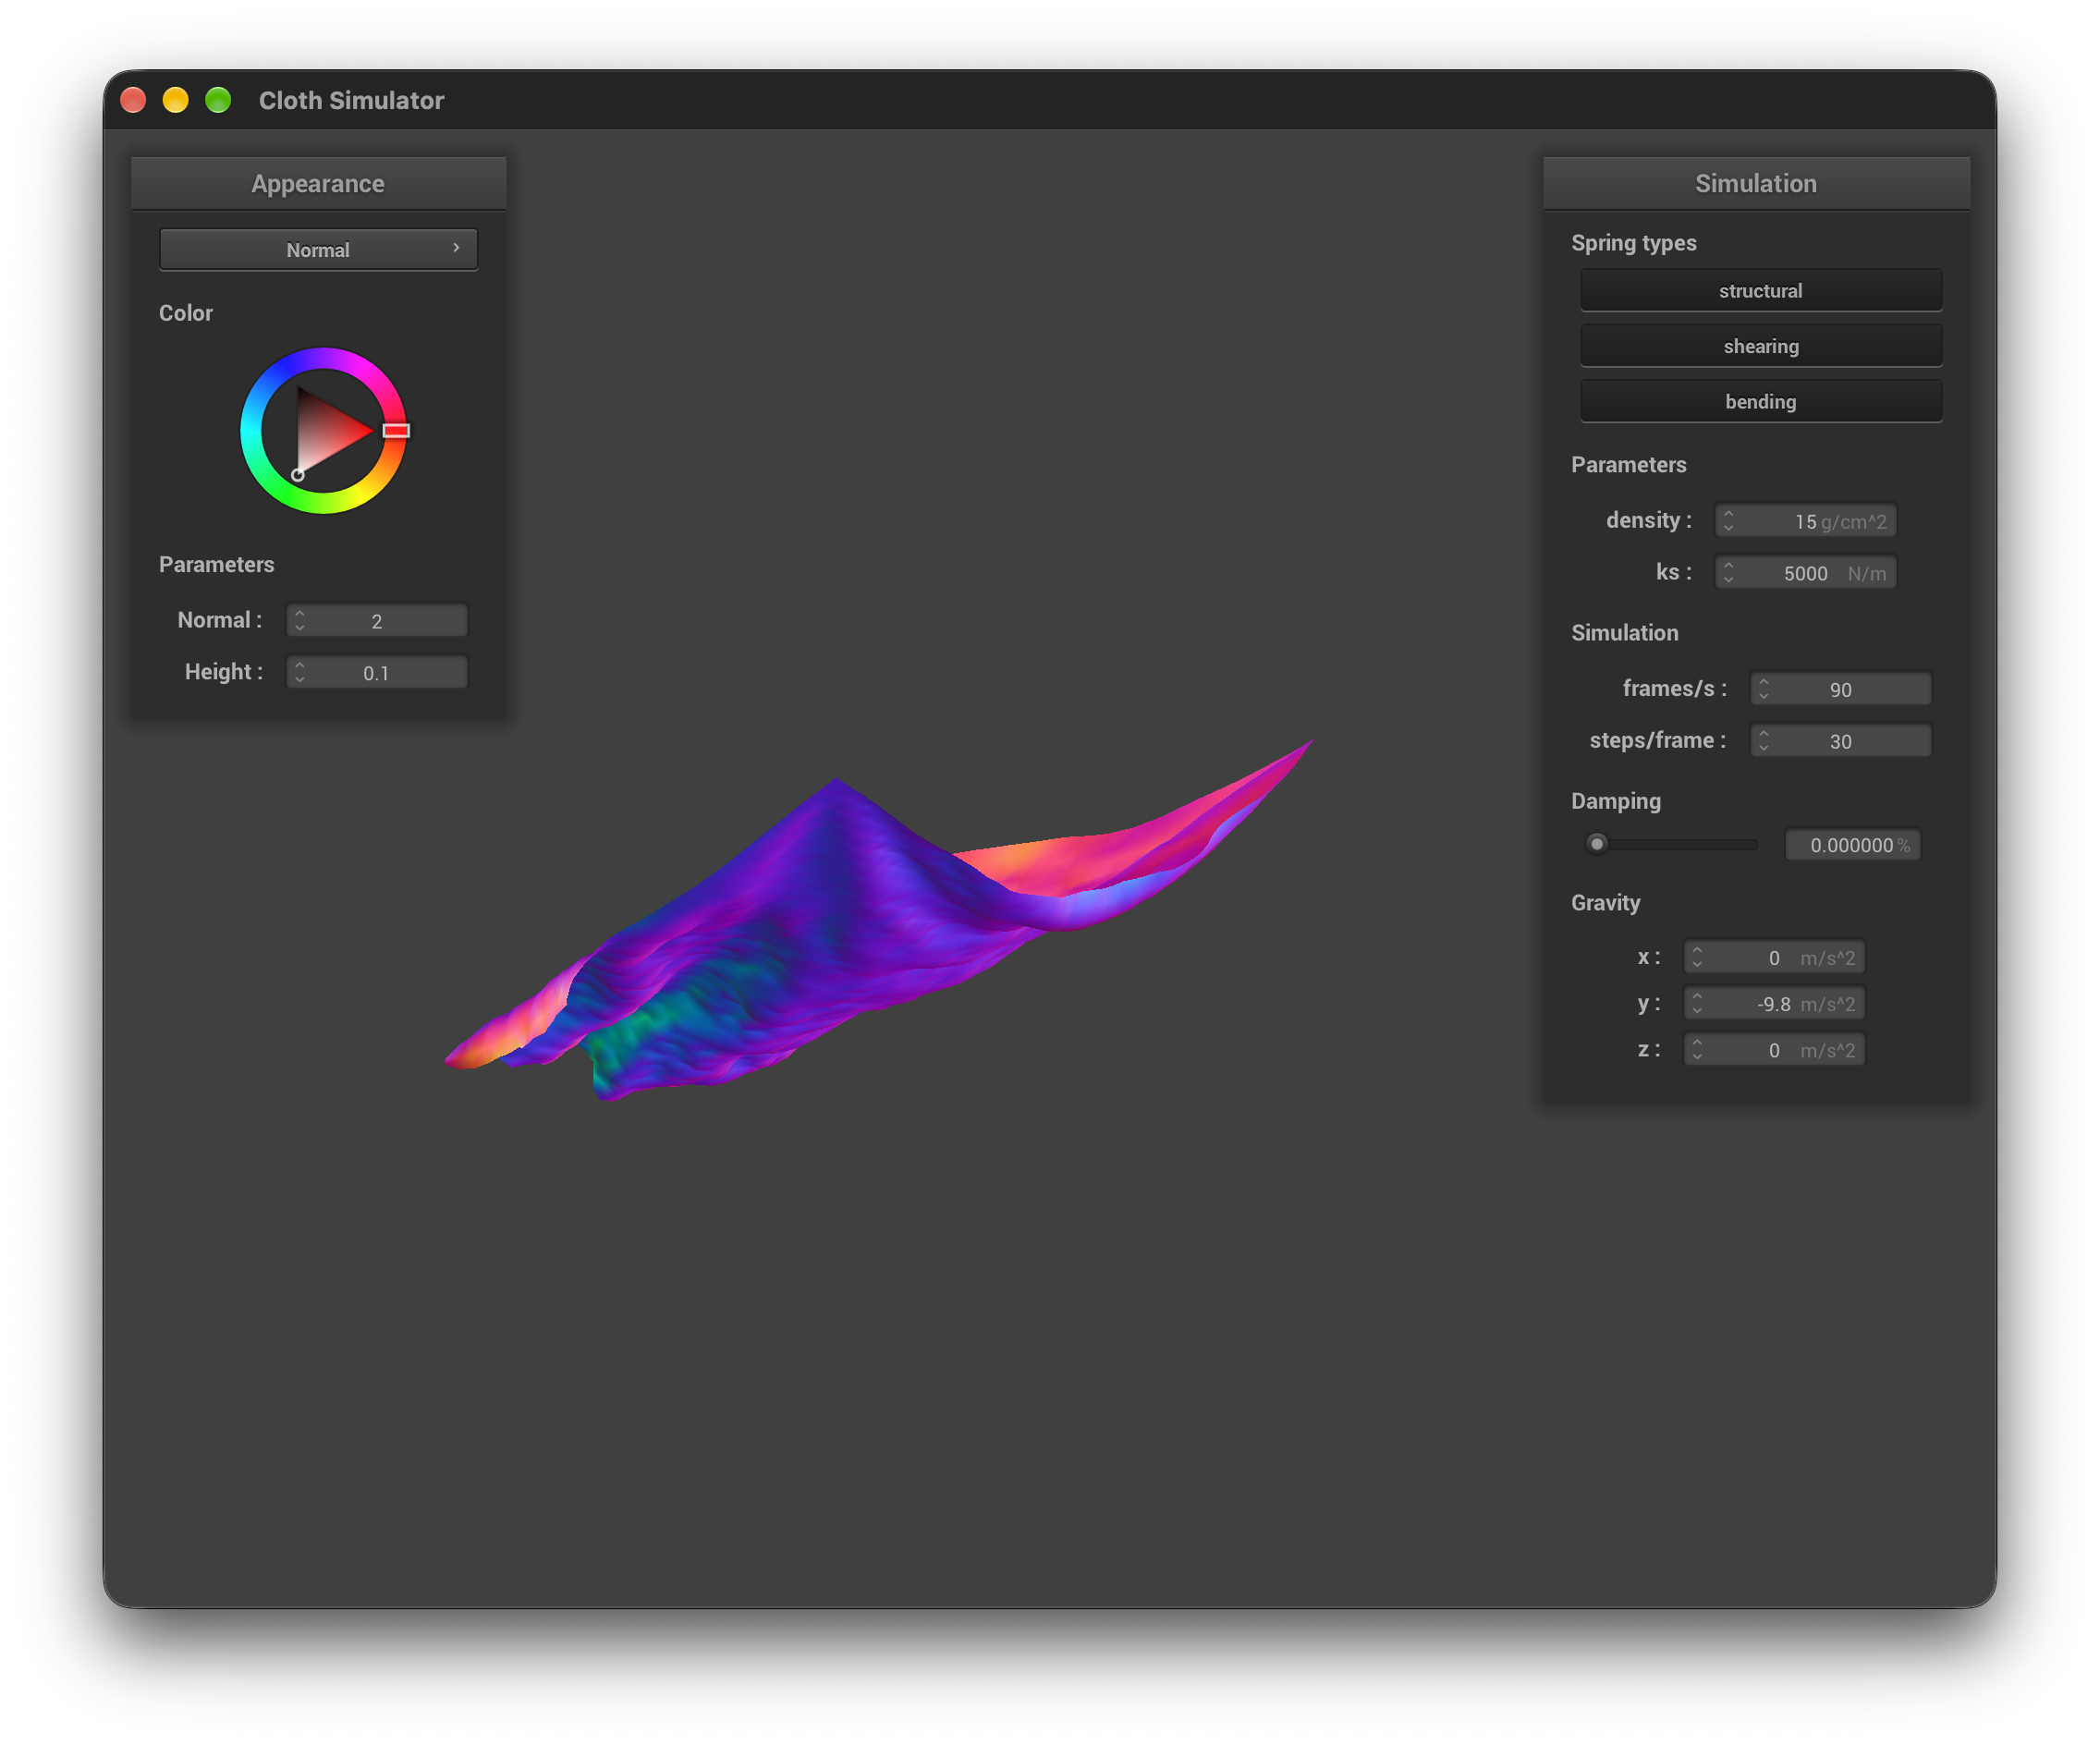 Cloth Simulator
Appearance
Normal
Color
Parameters
Normal : 2
Height : 0.1
Simulation
Spring types
structural
shearing
bending
Parameters
density : 15 g/cm^2
ks : 5000 N/m
Simulation
frames/s : 90
steps/frame : 30
Damping
0.000000 %
Gravity
x : 0 m/s^2
y : -9.8 m/s^2
z : 0 m/s^2